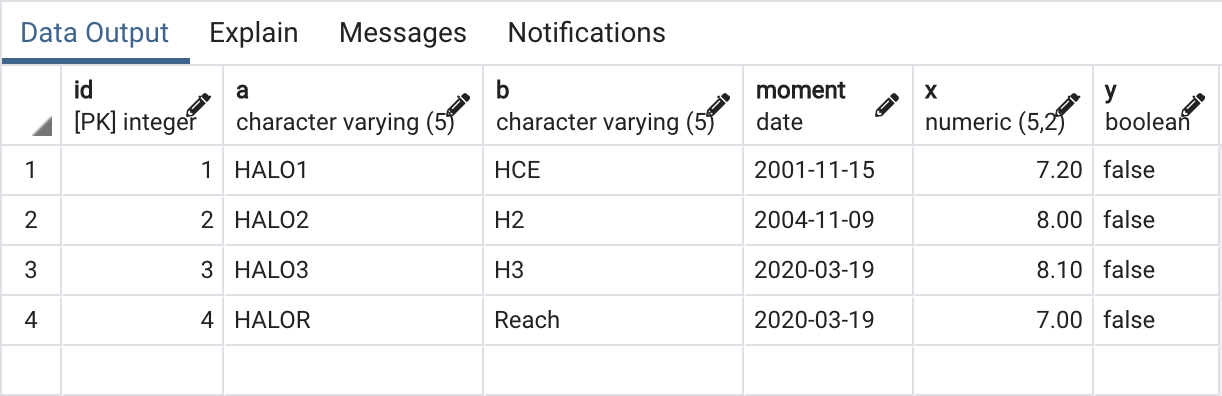 Data Output Explain Messages Notifications
id a b moment x y
[PK] integer character varying (5) character varying (5) date numeric (5,2) boolean
1 1 HALO1 HCE 2001-11-15 7.20 false
2 2 HALO2 H2 2004-11-09 8.00 false
3 3 HALO3 H3 2020-03-19 8.10 false
4 4 HALOR Reach 2020-03-19 7.00 false